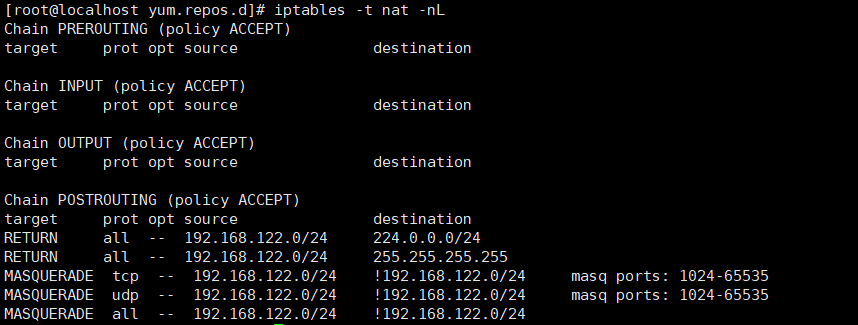 [root@localhost yum.repos.d]# iptables -t nat -nL
Chain PREROUTING (policy ACCEPT)
target     prot opt source               destination

Chain INPUT (policy ACCEPT)
target     prot opt source               destination

Chain OUTPUT (policy ACCEPT)
target     prot opt source               destination

Chain POSTROUTING (policy ACCEPT)
target     prot opt source               destination
RETURN     all  --  192.168.122.0/24     224.0.0.0/24
RETURN     all  --  192.168.122.0/24     255.255.255.255
MASQUERADE  tcp  --  192.168.122.0/24    !192.168.122.0/24     masq ports: 1024-65535
MASQUERADE  udp  --  192.168.122.0/24    !192.168.122.0/24     masq ports: 1024-65535
MASQUERADE  all  --  192.168.122.0/24    !192.168.122.0/24